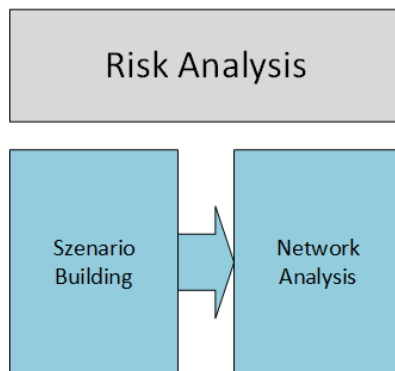 Risk Analysis
Szenario
Building
Network
Analysis